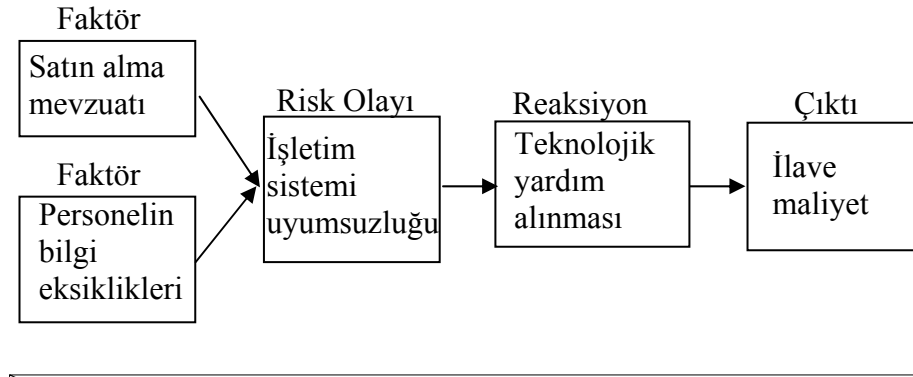 Faktör
Satın alma
mevzuatı
Faktör
Personelin
bilgi
eksiklikleri
Risk Olayı
İşletim
sistemi
uyumsuzluğu
Reaksiyon
Teknolojik
yardım
alınması
Çıktı
İlave
maliyet